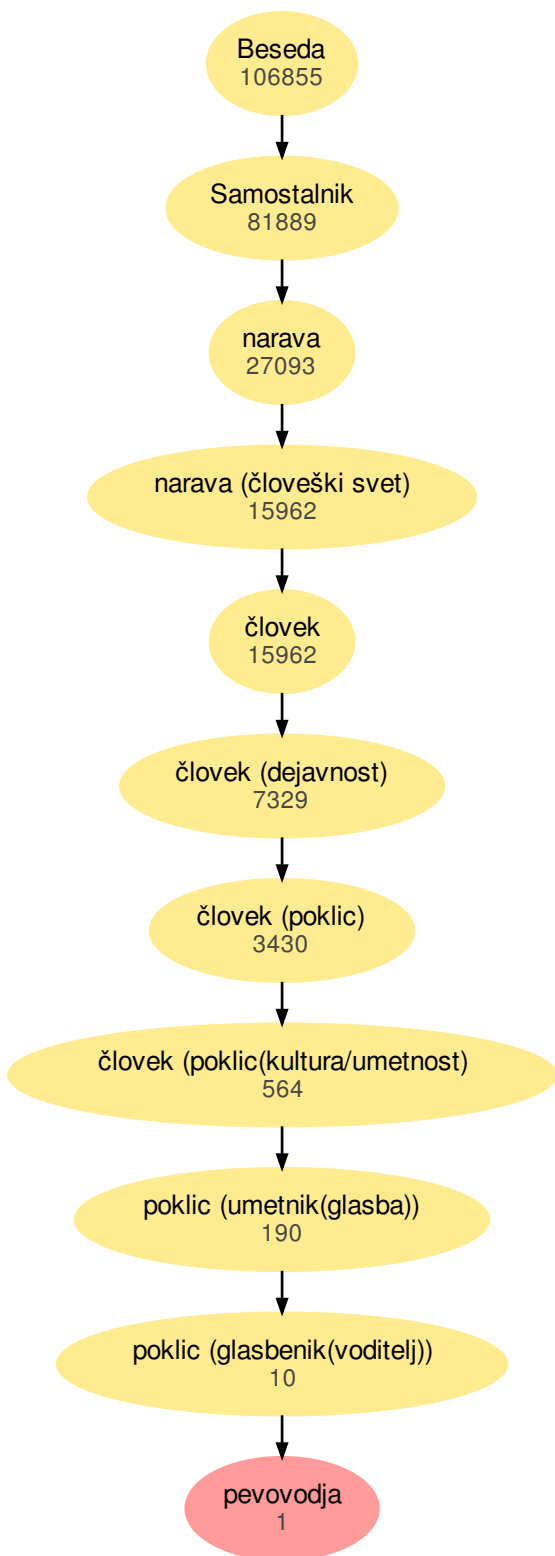 Beseda
106855
Samostalnik
81889
narava
27093
narava (človeški svet)
15962
človek
15962
človek (dejavnost)
7329
človek (poklic)
3430
človek (poklic(kultura/umetnost)
564
poklic (umetnik(glasba))
190
poklic (glasbenik(voditelj))
10
pevovodja
1